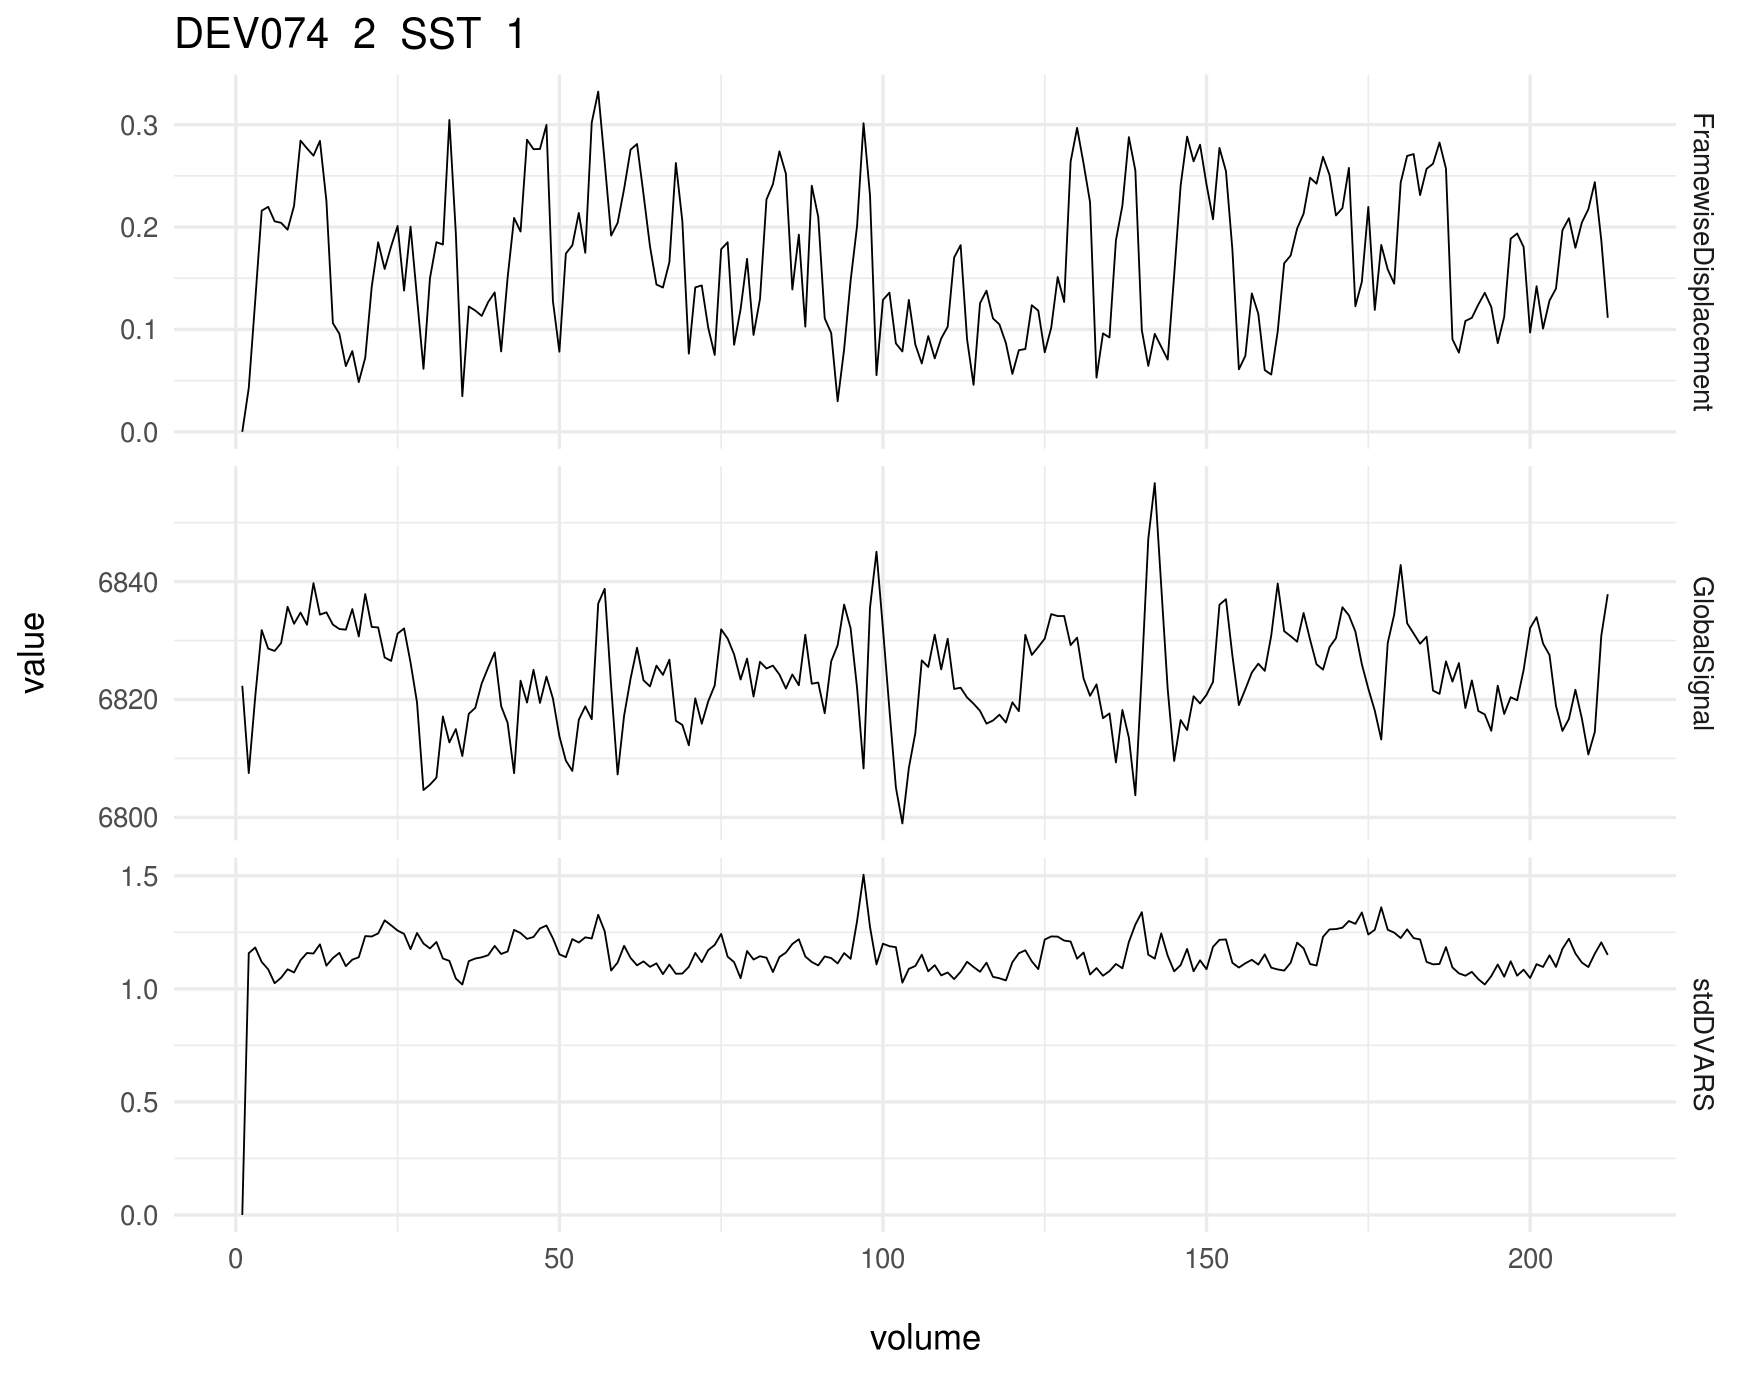 DEV074 2 SST 1
0.3
0.2
0.1
0.0
FramewiseDisplacement
6840
6820
6800
GlobalSignal
value
1.5
1.0
0.5
0.0
stdDVARS
0 50 100 150 200
volume